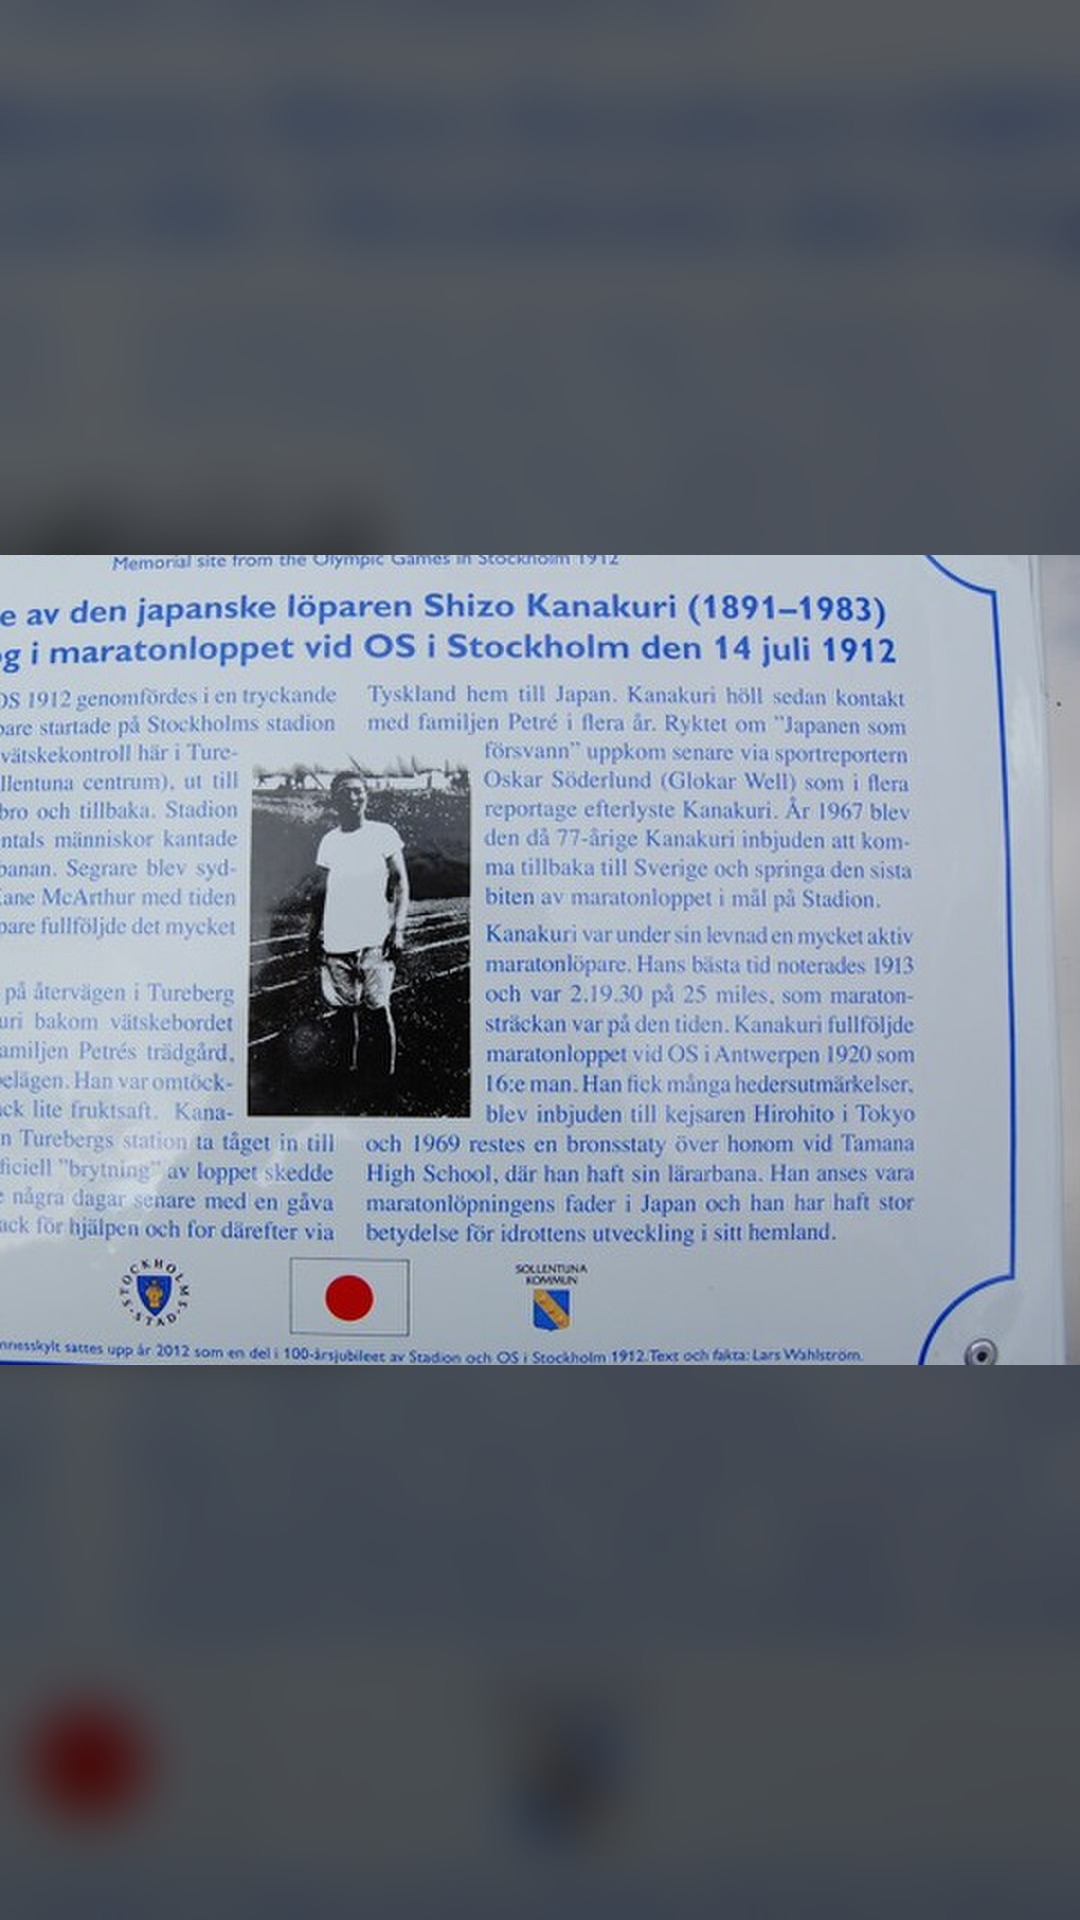 Memorial site from the Olympic Games in Stockholm 1912
e av den japanske löparen Shizo Kanakuri (1891–1983)
og i maratonloppet vid OS i Stockholm den 14 juli 1912
OS 1912 genomfördes i en tryckande
pare startade på Stockholms stadion
vätskekontroll här i Ture-
llentuna centrum), ut till
bro och tillbaka. Stadion
ntals människor kantade
banan. Segrare blev syd-
Kane McArthur med tiden
pare fullföljde det mycket
på återvägen i Tureberg
uri bakom vätskebordet
amiljen Petrés trädgård,
belägen. Han var omtöck-
ack lite fruktsaft. Kana-
n Turebergs station ta tåget in till
ficiell ”brytning” av loppet skedde
e några dagar senare med en gåva
ack för hjälpen och for därefter via
Tyskland hem till Japan. Kanakuri höll sedan kontakt
med familjen Petré i flera år. Ryktet om ”Japanen som
försvann” uppkom senare via sportreportern
Oskar Söderlund (Glokar Well) som i flera
reportage efterlyste Kanakuri. År 1967 blev
den då 77-årige Kanakuri inbjuden att kom-
ma tillbaka till Sverige och springa den sista
biten av maratonloppet i mål på Stadion.
Kanakuri var under sin levnad en mycket aktiv
maratonlöpare. Hans bästa tid noterades 1913
och var 2.19.30 på 25 miles, som maraton-
sträckan var på den tiden. Kanakuri fullföljde
maratonloppet vid OS i Antwerpen 1920 som
16:e man. Han fick många hedersutmärkelser,
blev inbjuden till kejsaren Hirohito i Tokyo
och 1969 restes en bronsstaty över honom vid Tamana
High School, där han haft sin lärarbana. Han anses vara
maratonlöpningens fader i Japan och han har haft stor
betydelse för idrottens utveckling i sitt hemland.
STOCKHOLMS STAD
SOLLENTUNA
KOMMUN
nnesskylt sattes upp år 2012 som en del i 100-årsjubileet av Stadion och OS i Stockholm 1912. Text och fakta: Lars Wahlström.